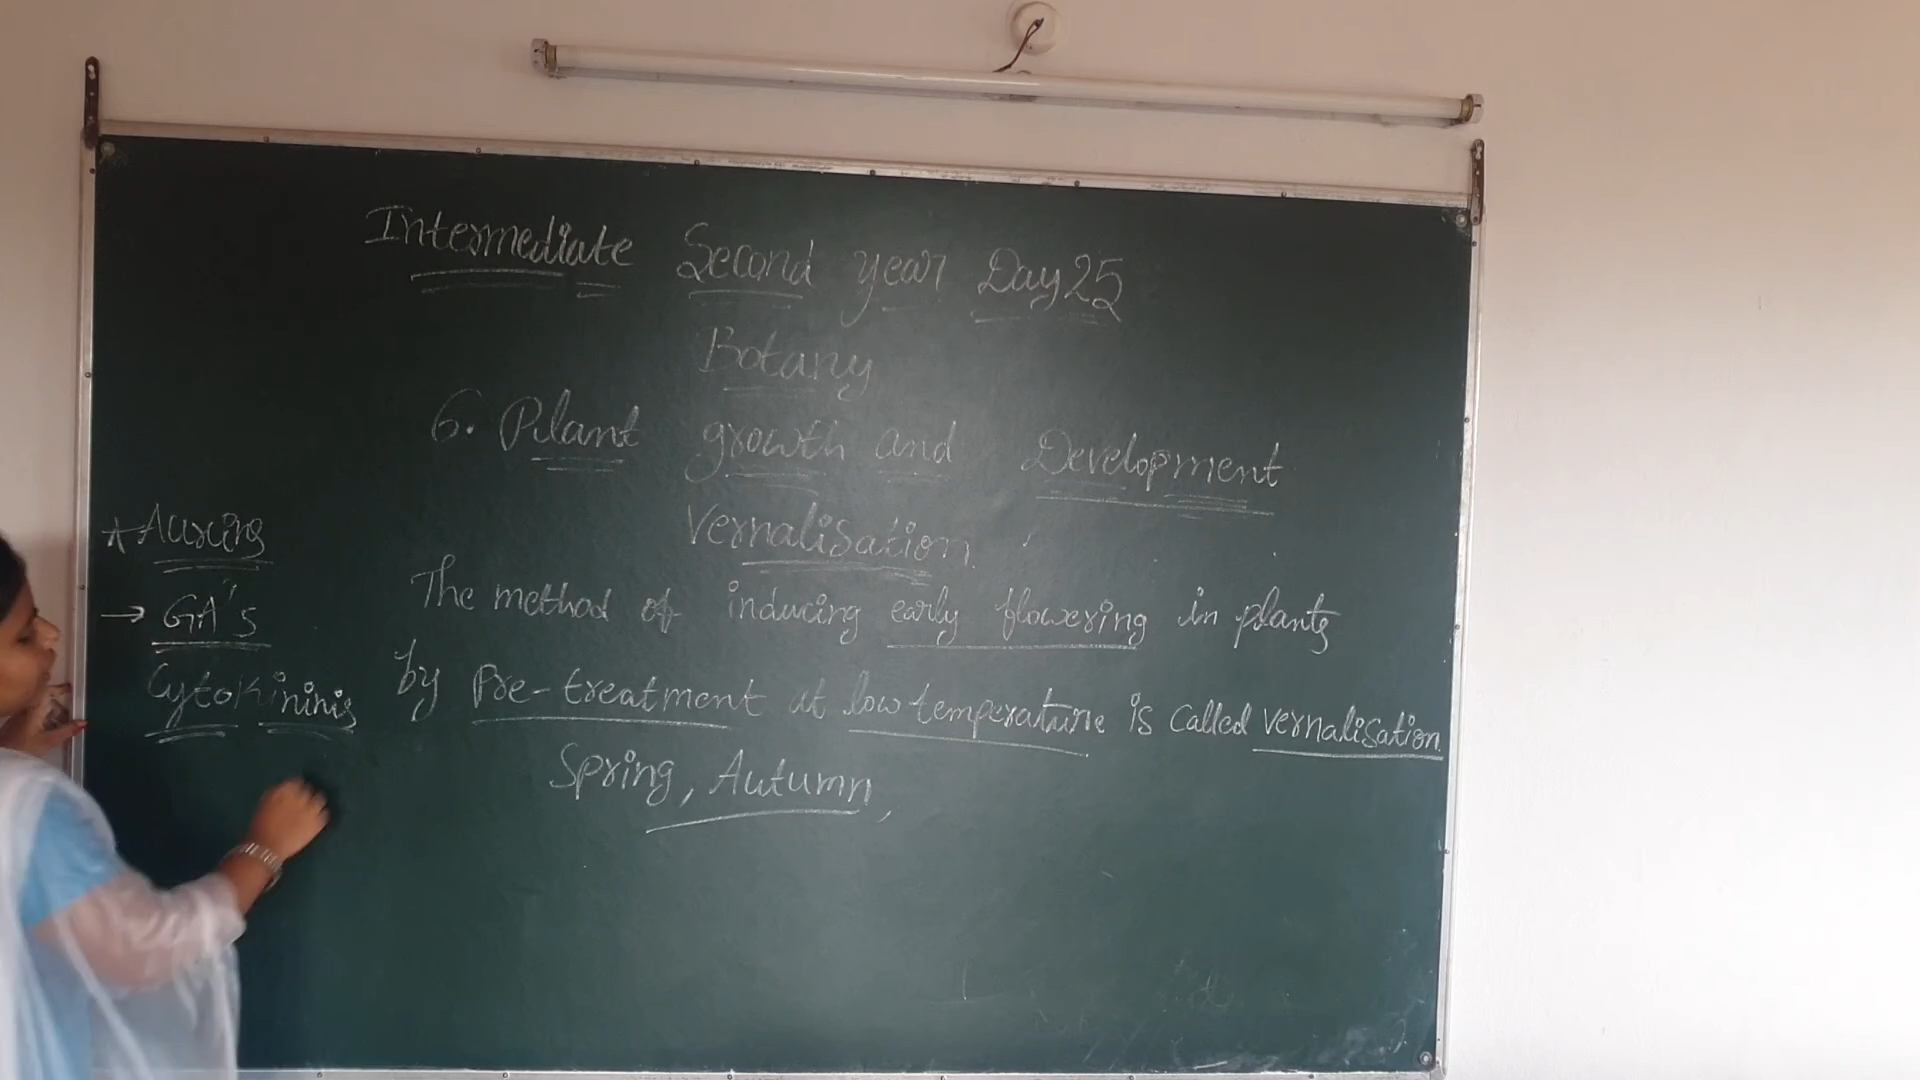 Intermediate Second year Day 25
Botany
6. Plant growth and Development
Vernalisation
The method of inducing early flowering in plants
by Pre-treatment at low temperature is called vernalisation
Spring, Autumn,
* Auxins
→ GA's
Cytokininis